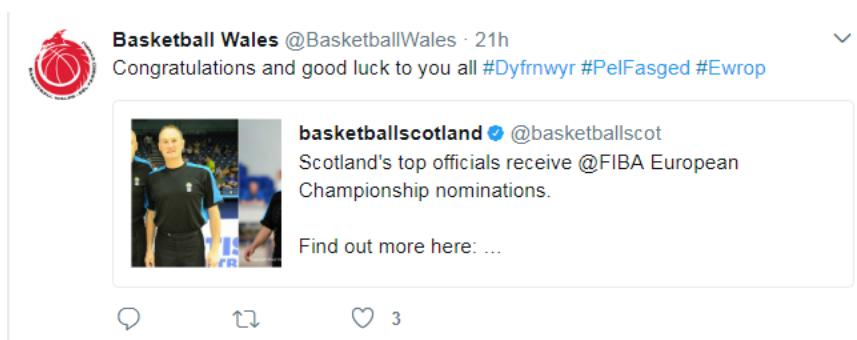 Basketball Wales @BasketballWales · 21h
Congratulations and good luck to you all #Dyfrnwyr #PelFasged #Ewrop
basketballscotland @basketballscot
Scotland's top officials receive @FIBA European
Championship nominations.
Find out more here: ...
3